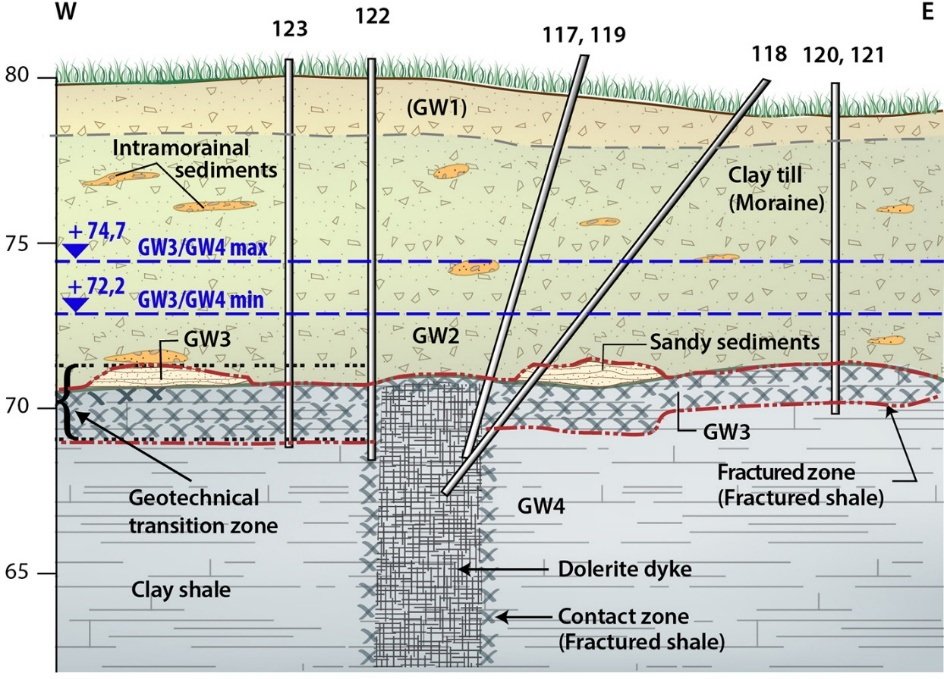 W
E
123
122
117, 119
118
120, 121
80
(GW1)
Intramorainal
sediments
Clay till
(Moraine)
75
+ 74,7
GW3/GW4 max
+ 72,2
GW3/GW4 min
GW3
GW2
Sandy sediments
70
GW3
Geotechnical
transition zone
Fractured zone
(Fractured shale)
GW4
65
Dolerite dyke
Clay shale
Contact zone
(Fractured shale)